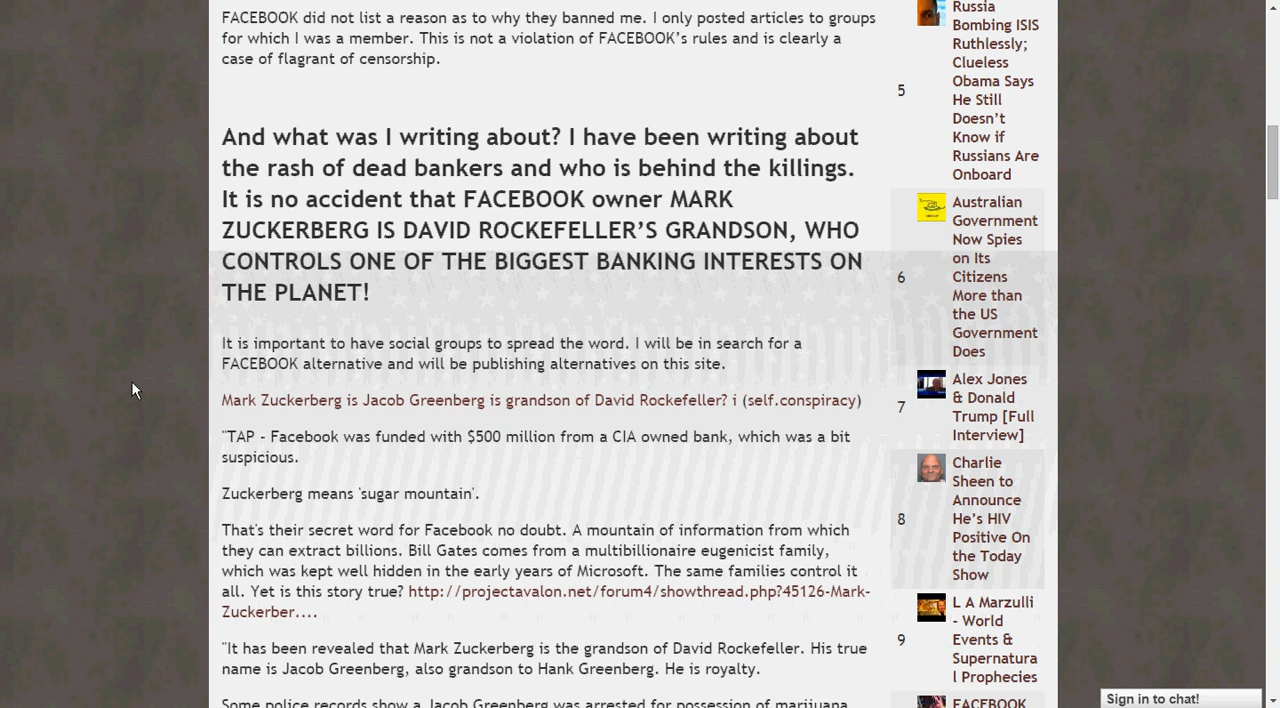 FACEBOOK did not list a reason as to why they banned me. I only posted articles to groups
for which I was a member. This is not a violation of FACEBOOK’s rules and is clearly a
case of flagrant of censorship.
And what was I writing about? I have been writing about
the rash of dead bankers and who is behind the killings.
It is no accident that FACEBOOK owner MARK
ZUCKERBERG IS DAVID ROCKEFELLER’S GRANDSON, WHO
CONTROLS ONE OF THE BIGGEST BANKING INTERESTS ON
THE PLANET!
It is important to have social groups to spread the word. I will be in search for a
FACEBOOK alternative and will be publishing alternatives on this site.
Mark Zuckerberg is Jacob Greenberg is grandson of David Rockefeller? i (self.conspiracy)
"TAP - Facebook was funded with $500 million from a CIA owned bank, which was a bit
suspicious.
Zuckerberg means 'sugar mountain'.
That's their secret word for Facebook no doubt. A mountain of information from which
they can extract billions. Bill Gates comes from a multibillionaire eugenicist family,
which was kept well hidden in the early years of Microsoft. The same families control it
all. Yet is this story true? http://projectavalon.net/forum4/showthread.php?45126-Mark-
Zuckerber....
"It has been revealed that Mark Zuckerberg is the grandson of David Rockefeller. His true
name is Jacob Greenberg, also grandson to Hank Greenberg. He is royalty.
Some police records show a Jacob Greenberg was arrested for possession of marijuana
5
Russia
Bombing ISIS
Ruthlessly;
Clueless
Obama Says
He Still
Doesn’t
Know if
Russians Are
Onboard
6
Australian
Government
Now Spies
on Its
Citizens
More than
the US
Government
Does
7
Alex Jones
& Donald
Trump [Full
Interview]
8
Charlie
Sheen to
Announce
He’s HIV
Positive On
the Today
Show
9
L A Marzulli
- World
Events &
Supernatura
l Prophecies
FACEBOOK
Sign in to chat!